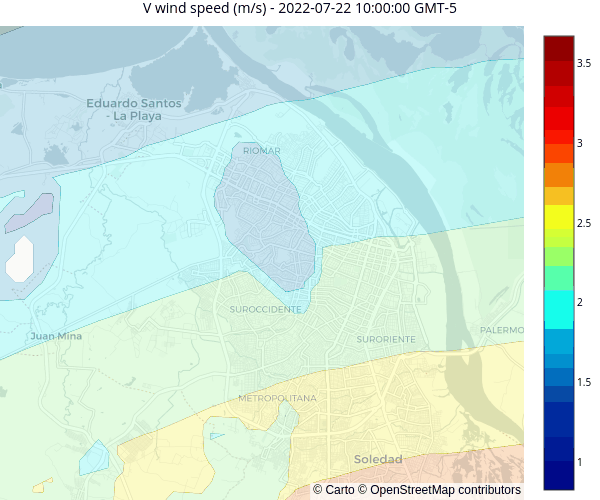 V wind speed (m/s) - 2022-07-22 10:00:00 GMT-5
3.5
Eduardo Santos
- La Playa
3
RIOMAR
2.5
2
SUROCCIDENTE
Juan Mina
SURORIENTE
PALERMO
1.5
METROPOLITANA
Soledad
1
© Carto © OpenStreetMap contributors